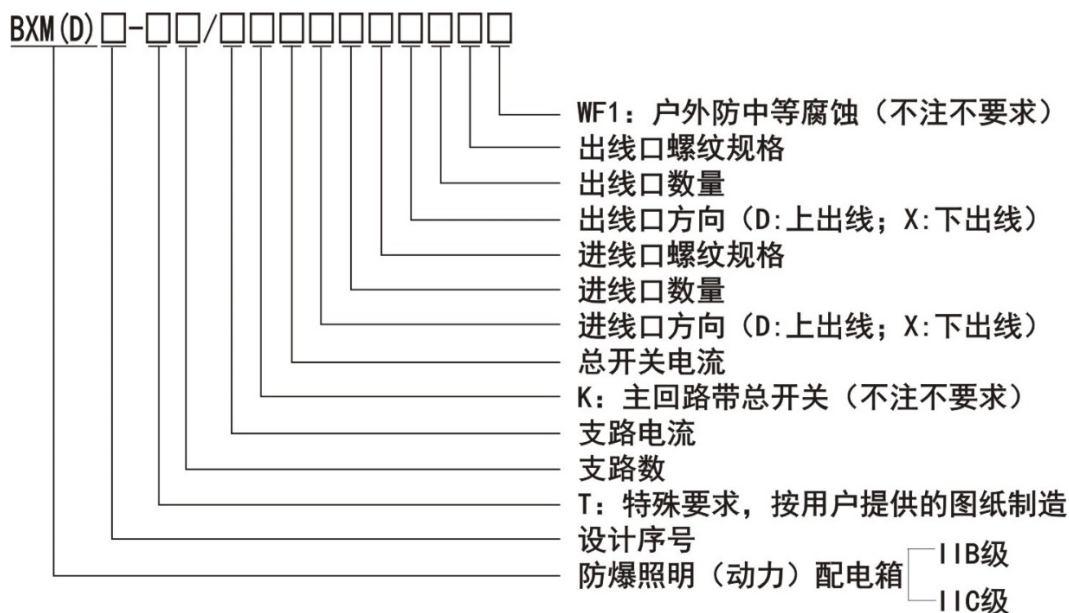 BXM(D)□-□□/□□□□□□□□□□
WF1：户外防中等腐蚀（不注不要求）
出线口螺纹规格
出线口数量
出线口方向（D:上出线；X:下出线）
进线口螺纹规格
进线口数量
进线口方向（D:上出线；X:下出线）
总开关电流
K：主回路带总开关（不注不要求）
支路电流
支路数
T：特殊要求，按用户提供的图纸制造
设计序号
防爆照明（动力）配电箱
IIB级
IIC级